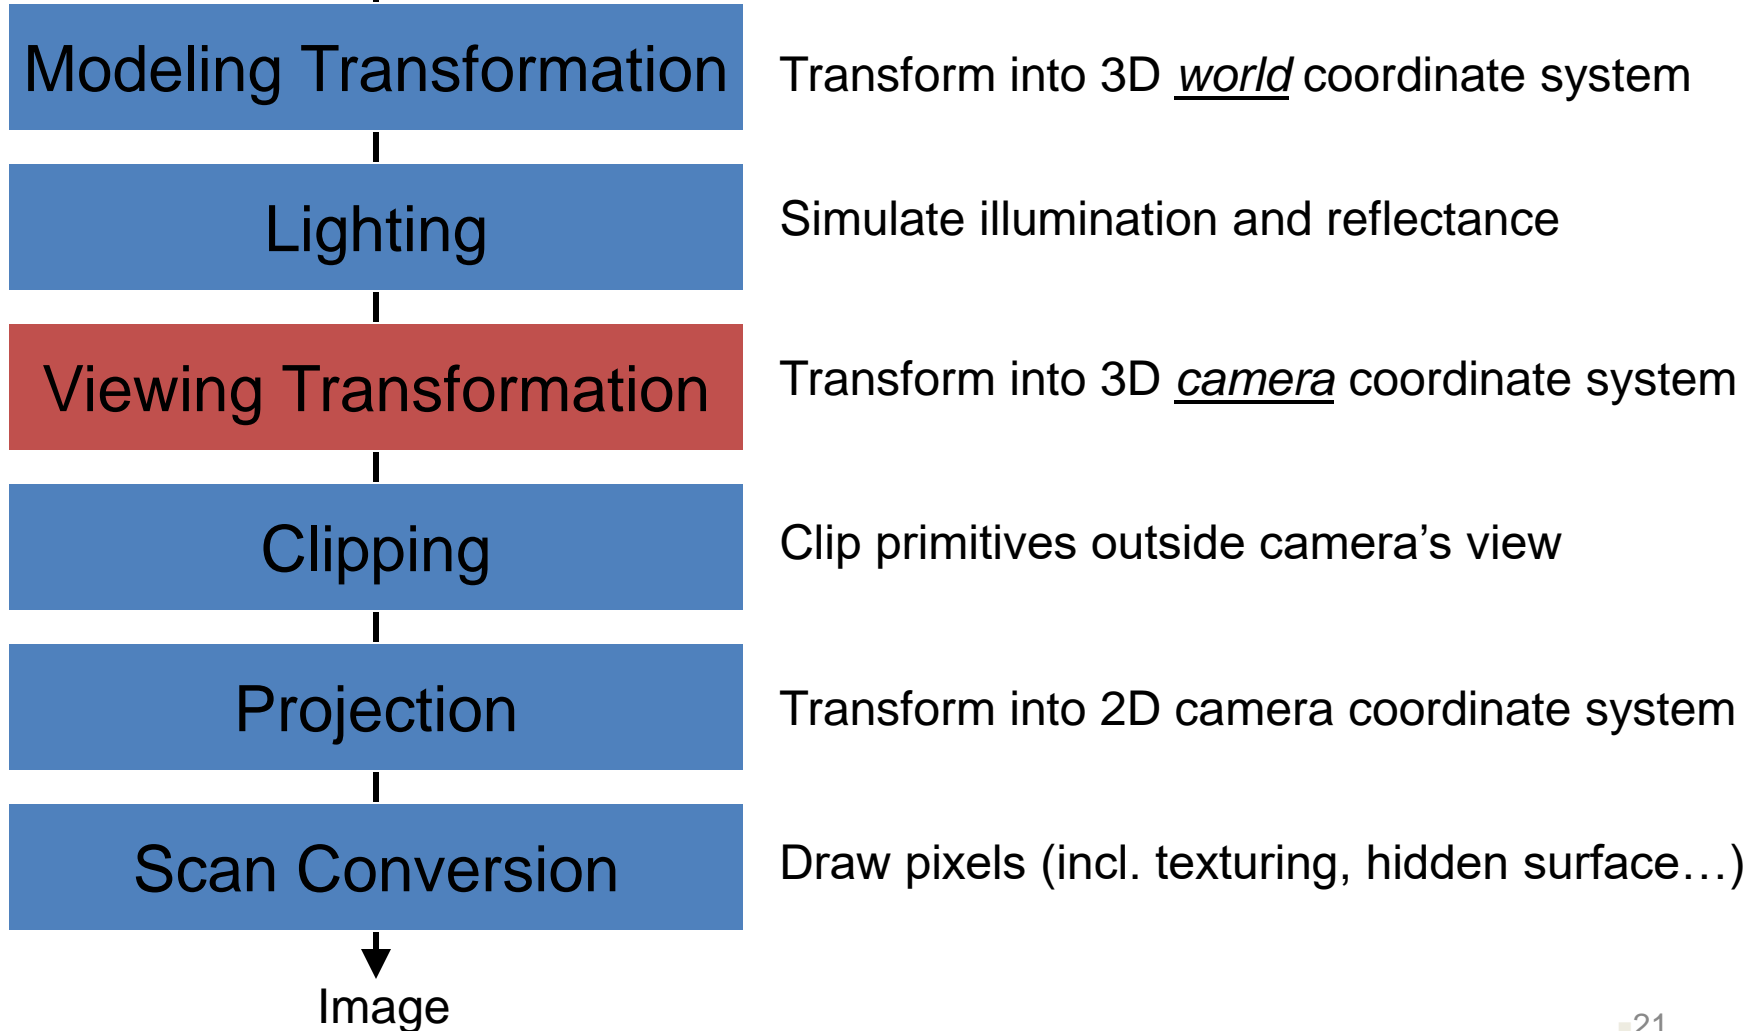 Modeling Transformation
Transform into 3D world coordinate system
Lighting
Simulate illumination and reflectance
Viewing Transformation
Transform into 3D camera coordinate system
Clipping
Clip primitives outside camera’s view
Projection
Transform into 2D camera coordinate system
Scan Conversion
Draw pixels (incl. texturing, hidden surface…)
Image
21